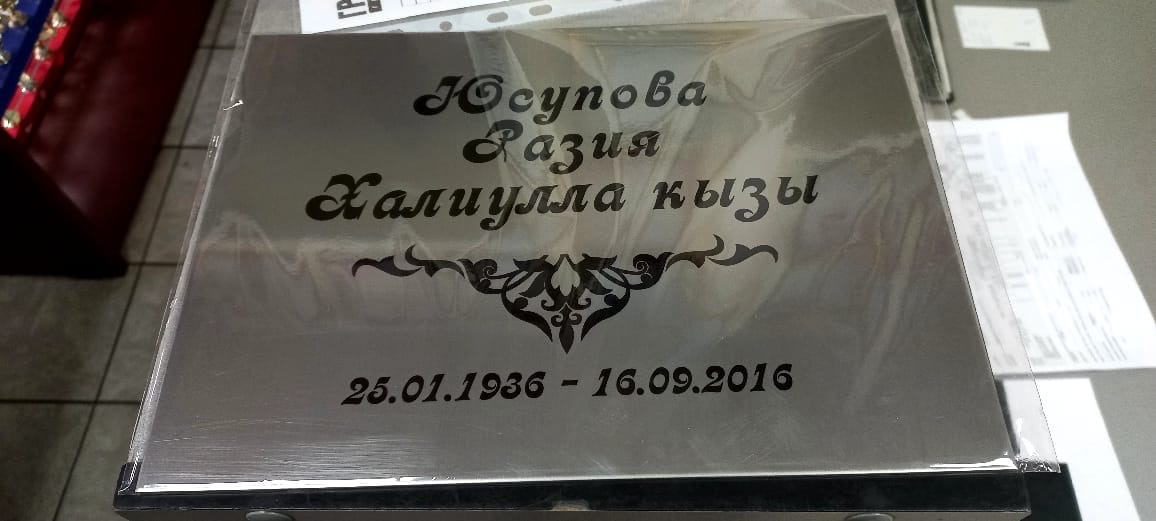 Юсупова
Разия
Халиулла кызы
25.01.1936 - 16.09.2016